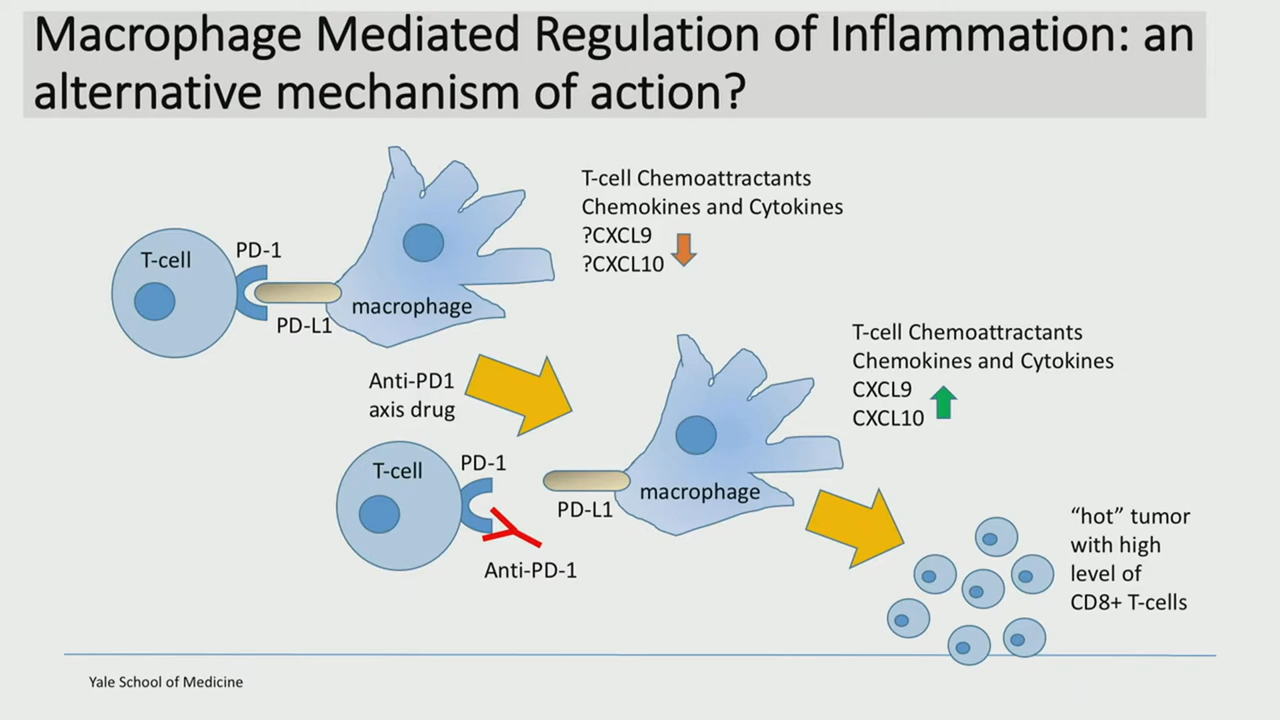 Macrophage Mediated Regulation of Inflammation: an
alternative mechanism of action?
T-cell Chemoattractants
Chemokines and Cytokines
?CXCL9
?CXCL10
T-cell
PD-1
PD-L1
macrophage
Anti-PD1
axis drug
T-cell Chemoattractants
Chemokines and Cytokines
CXCL9
CXCL10
T-cell
PD-1
PD-L1
macrophage
Anti-PD-1
“hot” tumor
with high
level of
CD8+ T-cells
Yale School of Medicine